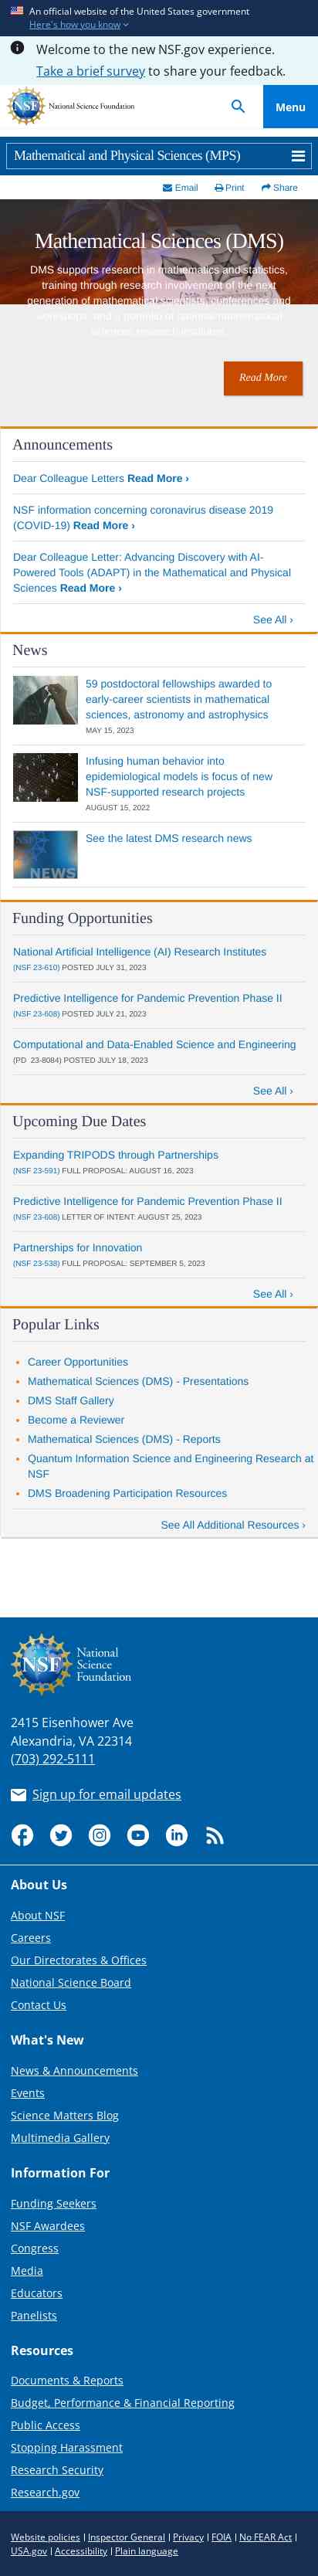 An official website of the United States government
Here's how you know
Welcome to the new NSF.gov experience.
Take a brief survey to share your feedback.
National Science Foundation
Menu
Mathematical and Physical Sciences (MPS)
Email Print Share
Mathematical Sciences (DMS)
DMS supports research in mathematics and statistics,
training through research involvement of the next
generation of mathematical scientists, conferences and
workshops, and a portfolio of national mathematical
sciences research institutes.
Read More
Announcements
Dear Colleague Letters Read More ›
NSF information concerning coronavirus disease 2019
(COVID-19) Read More ›
Dear Colleague Letter: Advancing Discovery with AI-
Powered Tools (ADAPT) in the Mathematical and Physical
Sciences Read More ›
See All ›
News
59 postdoctoral fellowships awarded to
early-career scientists in mathematical
sciences, astronomy and astrophysics
MAY 15, 2023
Infusing human behavior into
epidemiological models is focus of new
NSF-supported research projects
AUGUST 15, 2022
See the latest DMS research news
NEWS
Funding Opportunities
National Artificial Intelligence (AI) Research Institutes
(NSF 23-610) POSTED JULY 31, 2023
Predictive Intelligence for Pandemic Prevention Phase II
(NSF 23-608) POSTED JULY 21, 2023
Computational and Data-Enabled Science and Engineering
(PD 23-8084) POSTED JULY 18, 2023
See All ›
Upcoming Due Dates
Expanding TRIPODS through Partnerships
(NSF 23-591) FULL PROPOSAL: AUGUST 16, 2023
Predictive Intelligence for Pandemic Prevention Phase II
(NSF 23-608) LETTER OF INTENT: AUGUST 25, 2023
Partnerships for Innovation
(NSF 23-538) FULL PROPOSAL: SEPTEMBER 5, 2023
See All ›
Popular Links
Career Opportunities
Mathematical Sciences (DMS) - Presentations
DMS Staff Gallery
Become a Reviewer
Mathematical Sciences (DMS) - Reports
Quantum Information Science and Engineering Research at
NSF
DMS Broadening Participation Resources
See All Additional Resources ›
NSF
National
Science
Foundation
2415 Eisenhower Ave
Alexandria, VA 22314
(703) 292-5111
Sign up for email updates
About Us
About NSF
Careers
Our Directorates & Offices
National Science Board
Contact Us
What's New
News & Announcements
Events
Science Matters Blog
Multimedia Gallery
Information For
Funding Seekers
NSF Awardees
Congress
Media
Educators
Panelists
Resources
Documents & Reports
Budget, Performance & Financial Reporting
Public Access
Stopping Harassment
Research Security
Research.gov
Website policies | Inspector General | Privacy | FOIA | No FEAR Act |
USA.gov | Accessibility | Plain language